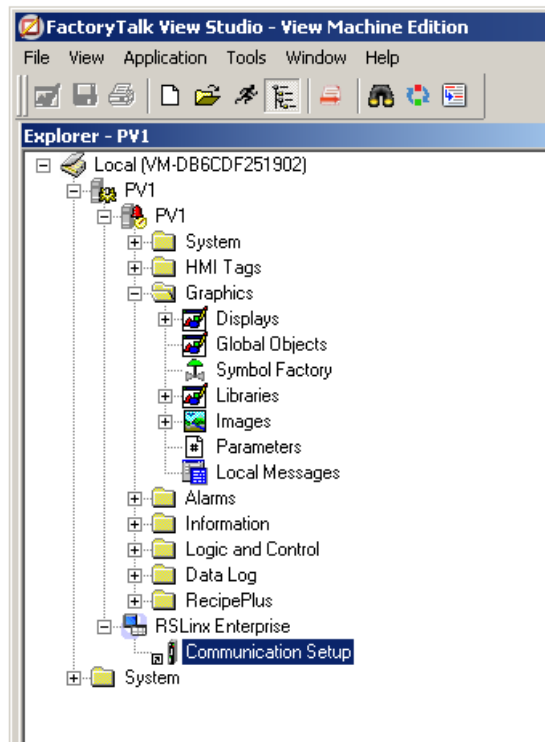 FactoryTalk View Studio - View Machine Edition
File View Application Tools Window Help
Explorer - PV1
Local (VM-DB6CDF251902)
PV1
PV1
System
HMI Tags
Graphics
Displays
Global Objects
Symbol Factory
Libraries
Images
Parameters
Local Messages
Alarms
Information
Logic and Control
Data Log
RecipePlus
RSLinx Enterprise
Communication Setup
System